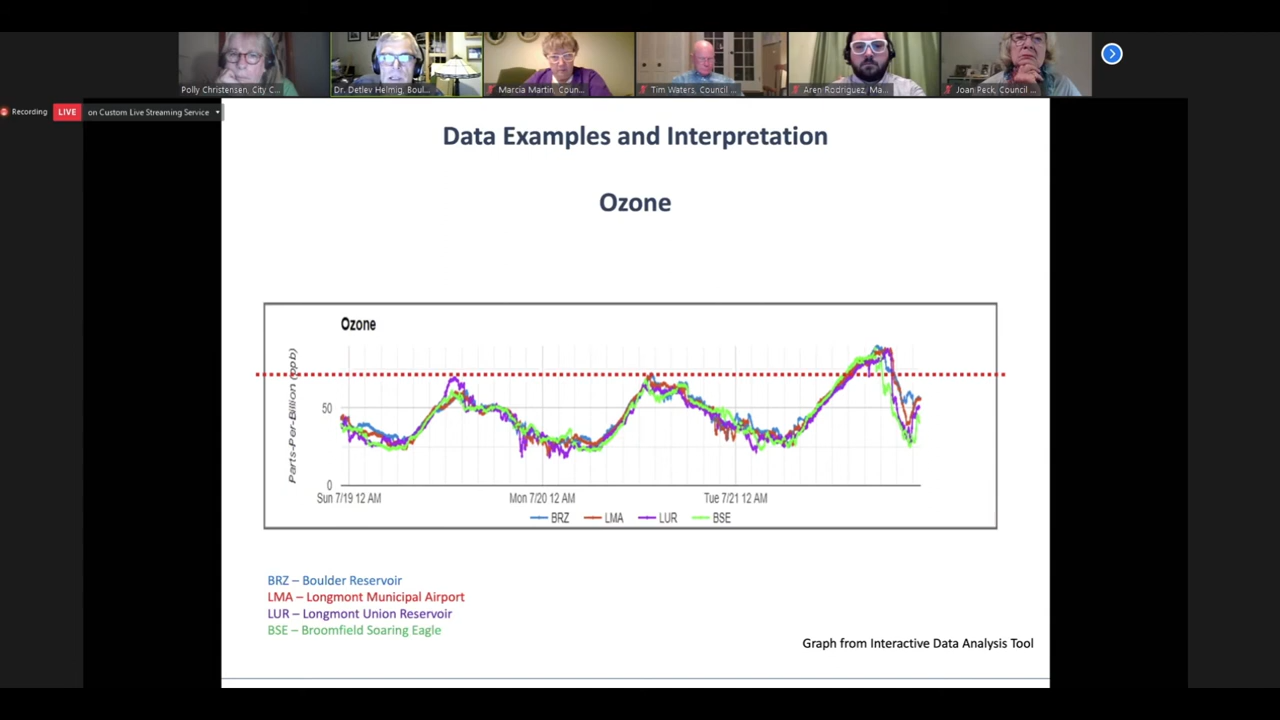 Polly Christensen, City C...
Dr. Detlev Helmig, Boul...
Marcia Martin, Coun...
Tim Waters, Council ...
Aren Rodriguez, Ma...
Joan Peck, Council ...
Recording
LIVE
on Custom Live Streaming Service
Data Examples and Interpretation
Ozone
Ozone
Parts-Per-Billion (ppb)
50
0
Sun 7/19 12 AM
Mon 7/20 12 AM
Tue 7/21 12 AM
BRZ
LMA
LUR
BSE
BRZ – Boulder Reservoir
LMA – Longmont Municipal Airport
LUR – Longmont Union Reservoir
BSE – Broomfield Soaring Eagle
Graph from Interactive Data Analysis Tool